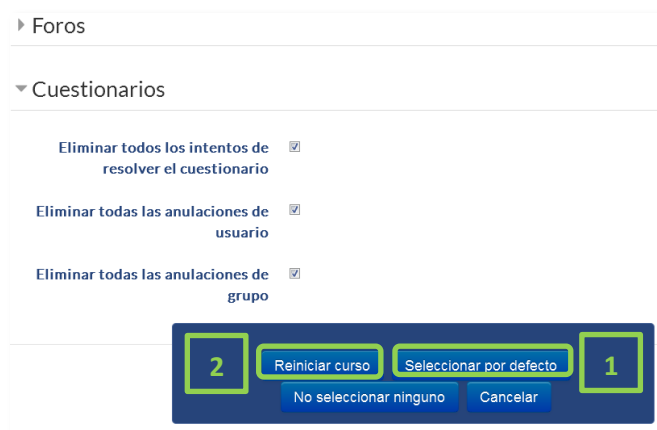 Foros
Cuestionarios
Eliminar todos los intentos de
resolver el cuestionario
Eliminar todas las anulaciones de
usuario
Eliminar todas las anulaciones de
grupo
2 Reiniciar curso Seleccionar por defecto 1
No seleccionar ninguno Cancelar